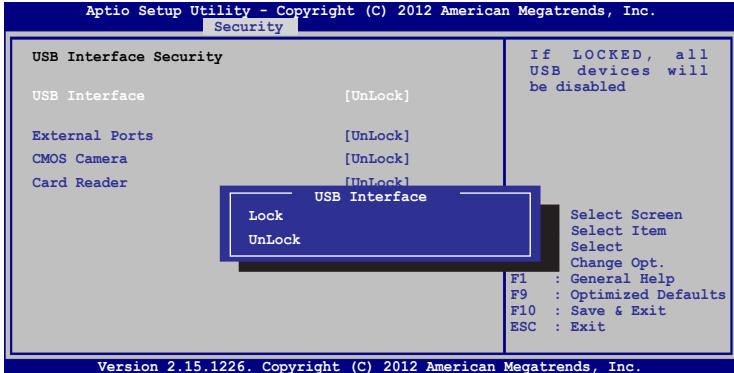 Aptio Setup Utility - Copyright (C) 2012 American Megatrends, Inc.
Security
USB Interface Security
USB Interface [UnLock]
External Ports [UnLock]
CMOS Camera [UnLock]
Card Reader [UnLock]
USB Interface
Lock
UnLock
If LOCKED, all
USB devices will
be disabled
Select Screen
Select Item
Select
Change Opt.
F1 : General Help
F9 : Optimized Defaults
F10 : Save & Exit
ESC : Exit
Version 2.15.1226. Copyright (C) 2012 American Megatrends, Inc.